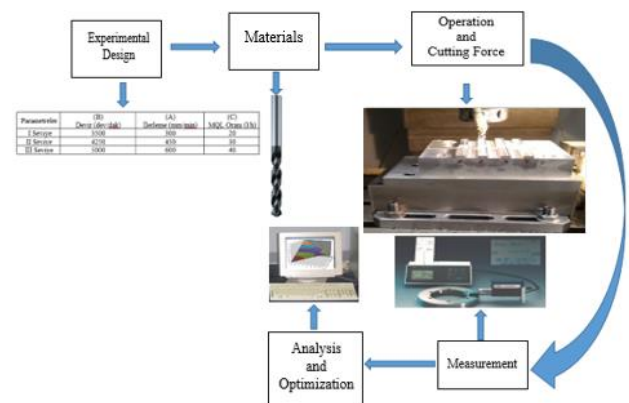 Experimental
Design
Materials
Operation
and
Cutting Force
Parametreler (B) (A) (C)
Devir (dev/dak) İlerleme (mm/min) MQL Oranı (l/h)
I Seviye 3500 300 20
II Seviye 4250 450 30
III Seviye 5000 600 40
Analysis
and
Optimization
Measurement